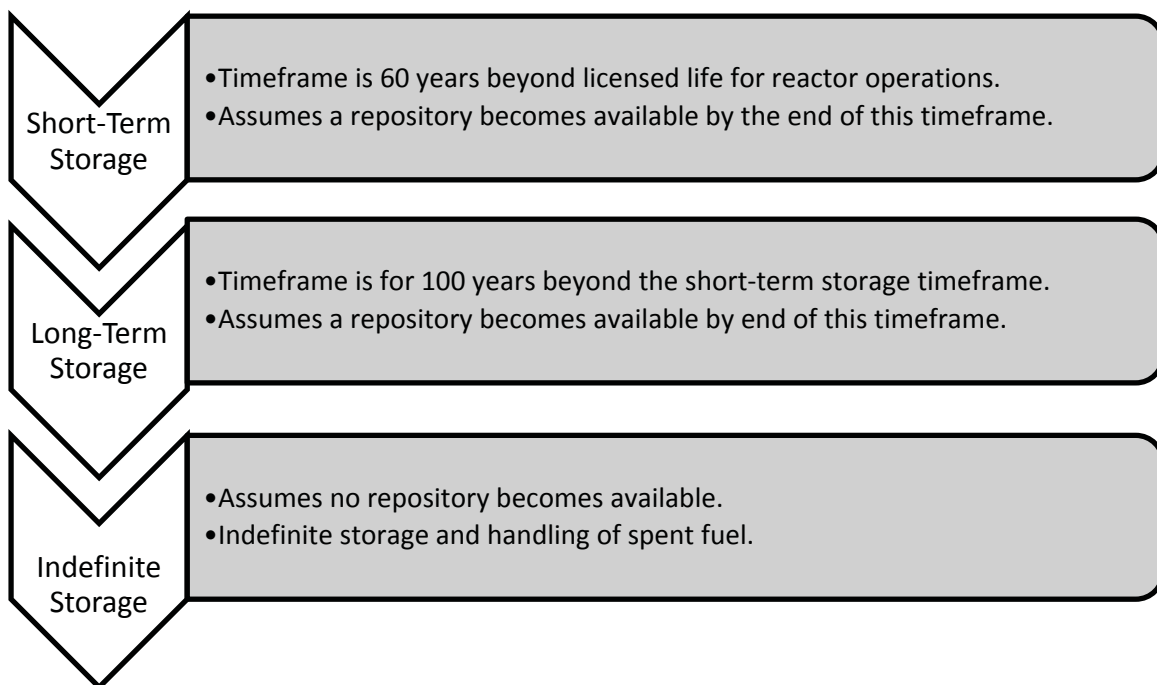 Short-Term
Storage
•Timeframe is 60 years beyond licensed life for reactor operations.
•Assumes a repository becomes available by the end of this timeframe.
Long-Term
Storage
•Timeframe is for 100 years beyond the short-term storage timeframe.
•Assumes a repository becomes available by end of this timeframe.
Indefinite
Storage
•Assumes no repository becomes available.
•Indefinite storage and handling of spent fuel.